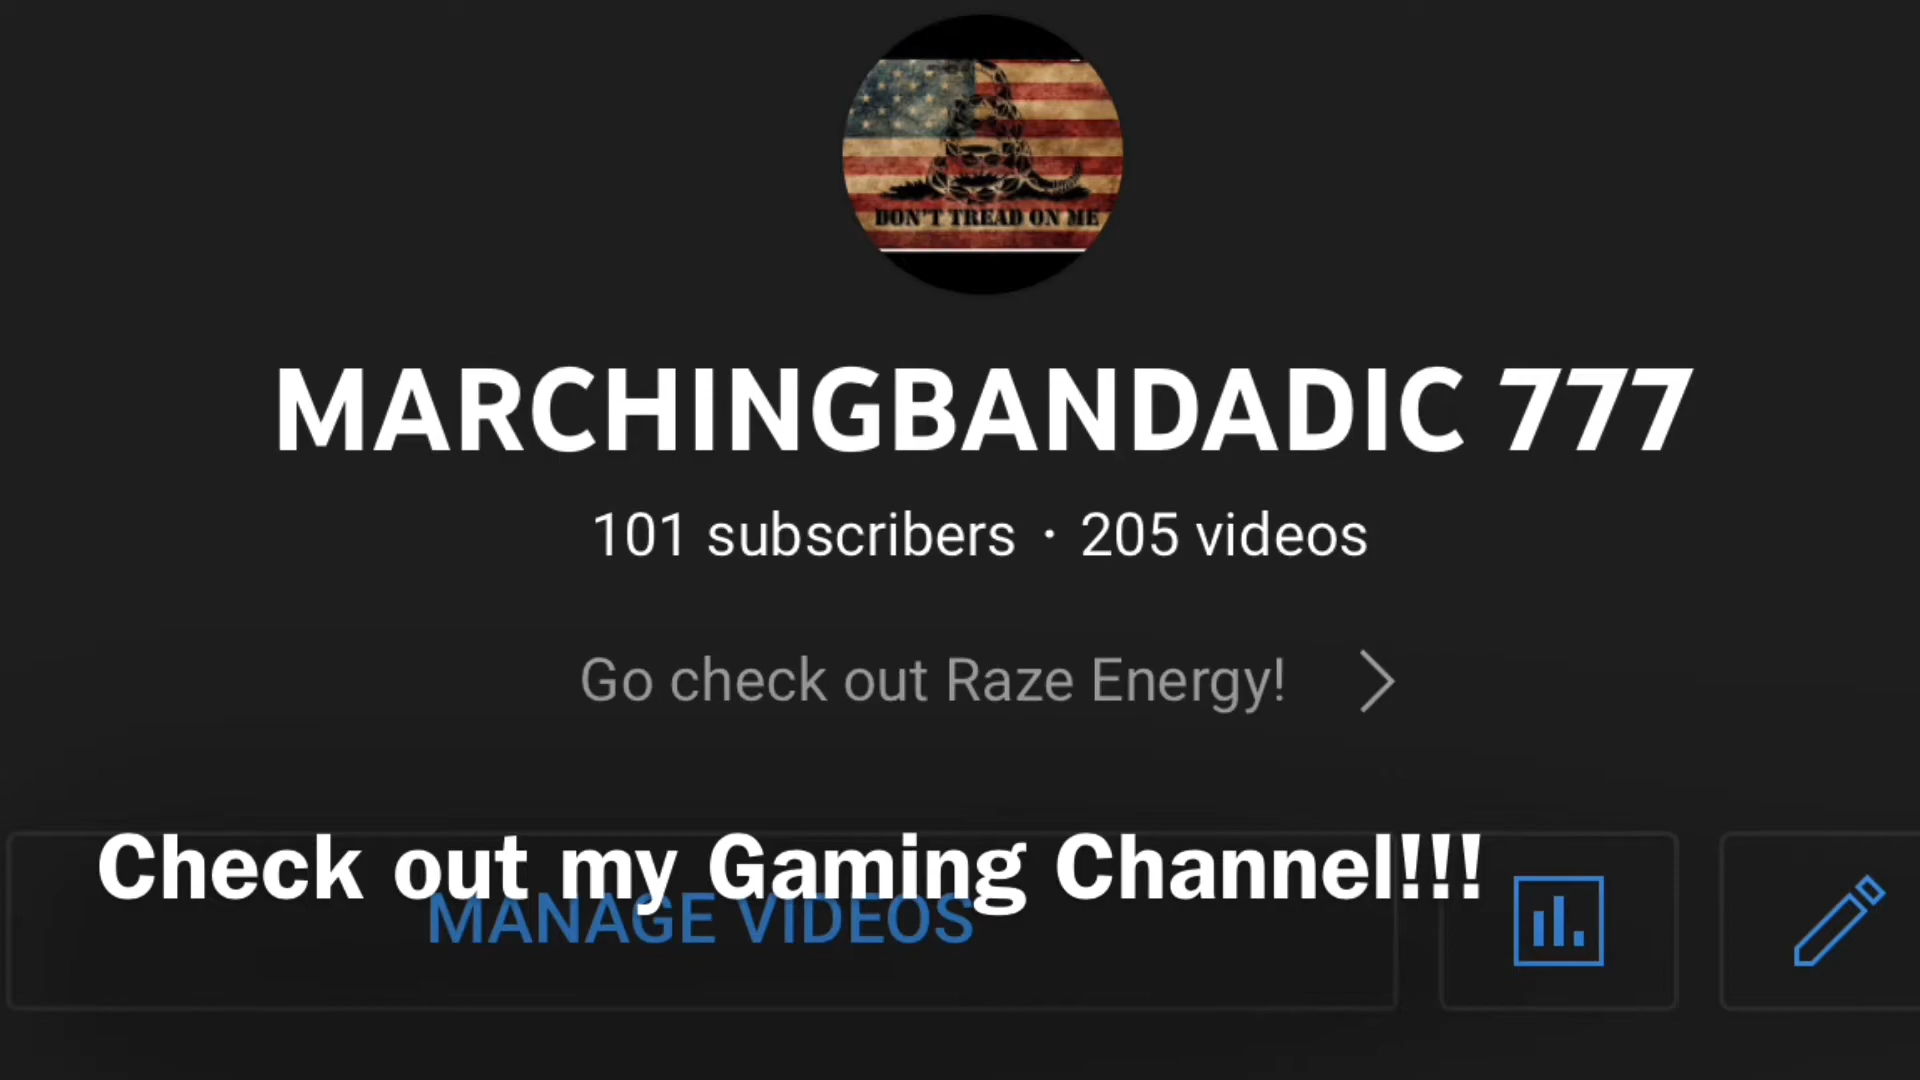 DON'T TREAD ON ME
MARCHINGBANDADIC 777
101 subscribers · 205 videos
Go check out Raze Energy!
Check out my Gaming Channel!!!
MANAGE VIDEOS